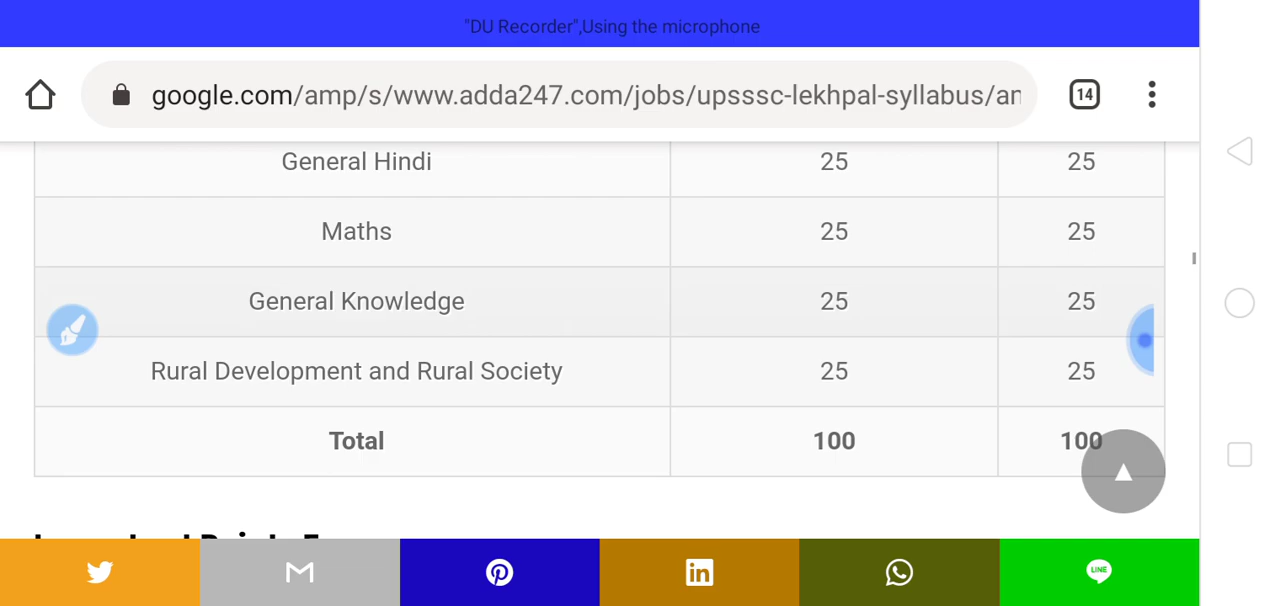 "DU Recorder",Using the microphone
google.com/amp/s/www.adda247.com/jobs/upsssc-lekhpal-syllabus/an
14
General Hindi 25 25
Maths 25 25
General Knowledge 25 25
Rural Development and Rural Society 25 25
Total 100 100
LINE